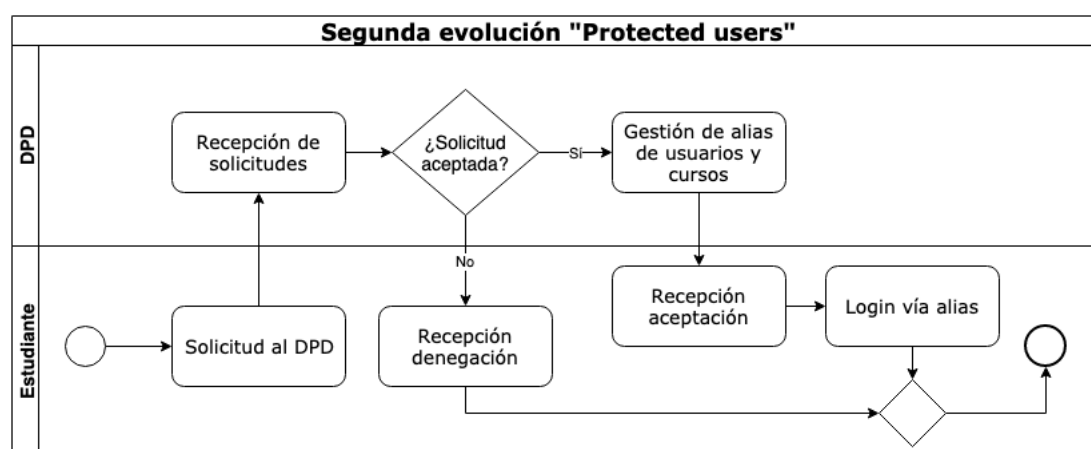 Segunda evolución "Protected users"
DPD
Recepción de
solicitudes
¿Solicitud
aceptada?
Sí
Gestión de alias
de usuarios y
cursos
No
Estudiante
Solicitud al DPD
Recepción
denegación
Recepción
aceptación
Login vía alias